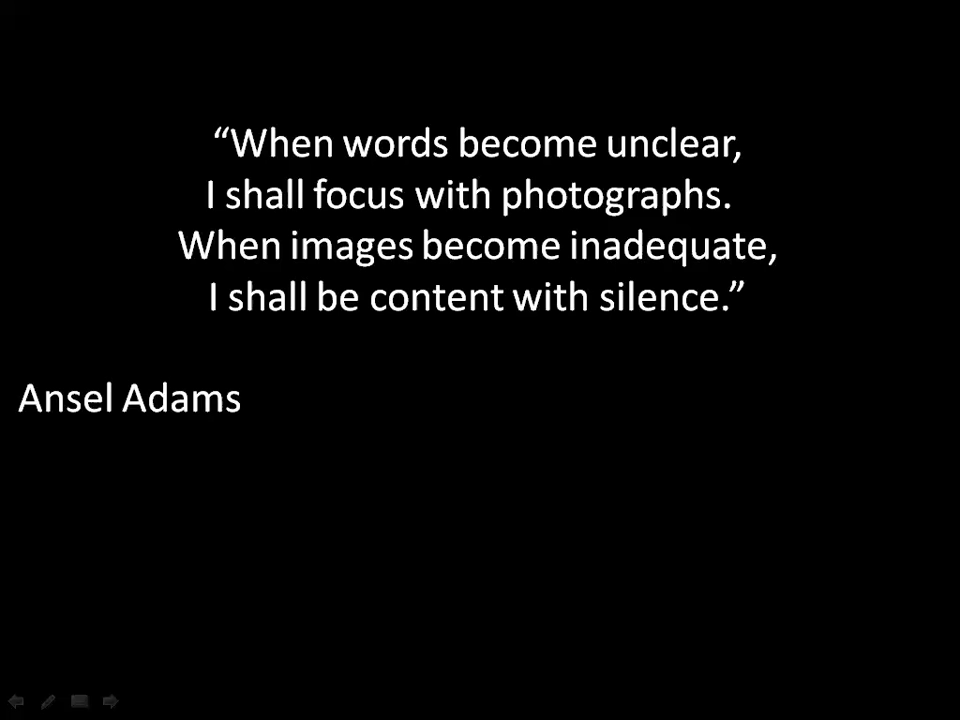 “When words become unclear,
I shall focus with photographs.
When images become inadequate,
I shall be content with silence.”
Ansel Adams